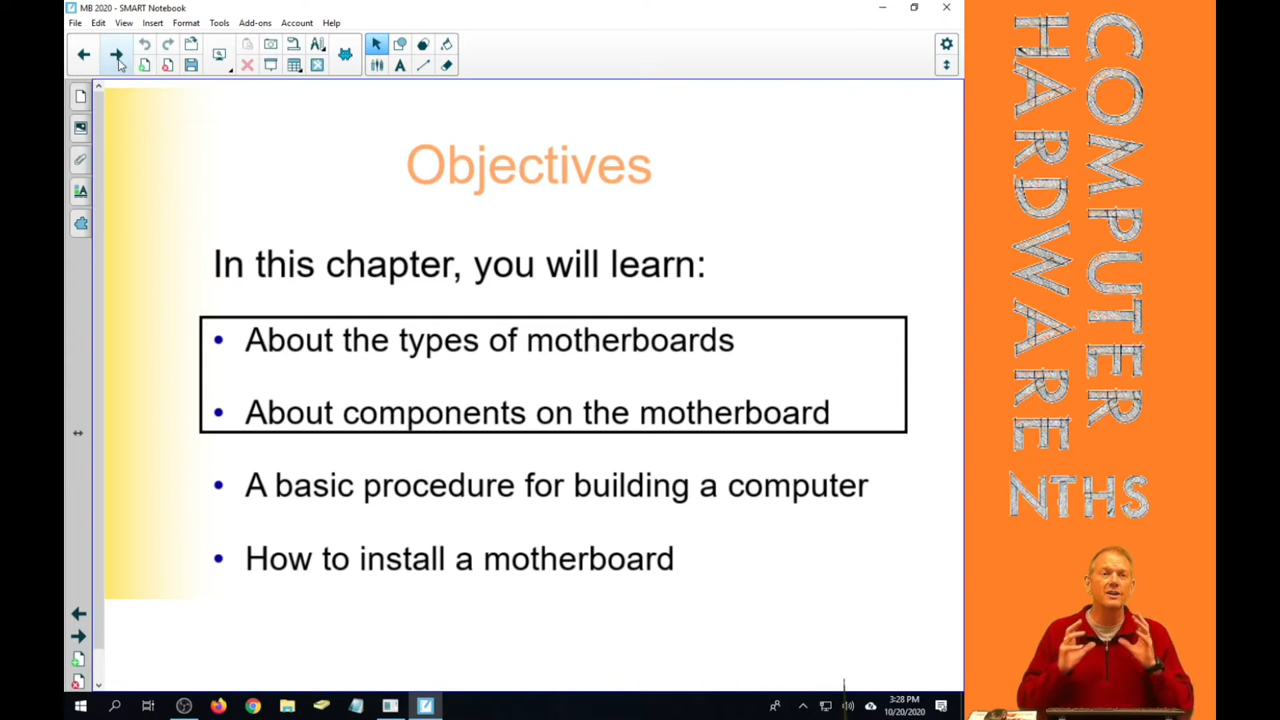 MB 2020 - SMART Notebook
File Edit View Insert Format Tools Add-ons Account Help
Objectives
In this chapter, you will learn:
• About the types of motherboards
• About components on the motherboard
• A basic procedure for building a computer
• How to install a motherboard
3:28 PM
10/20/2020
COMPUTER
HARDWARE
NTHS